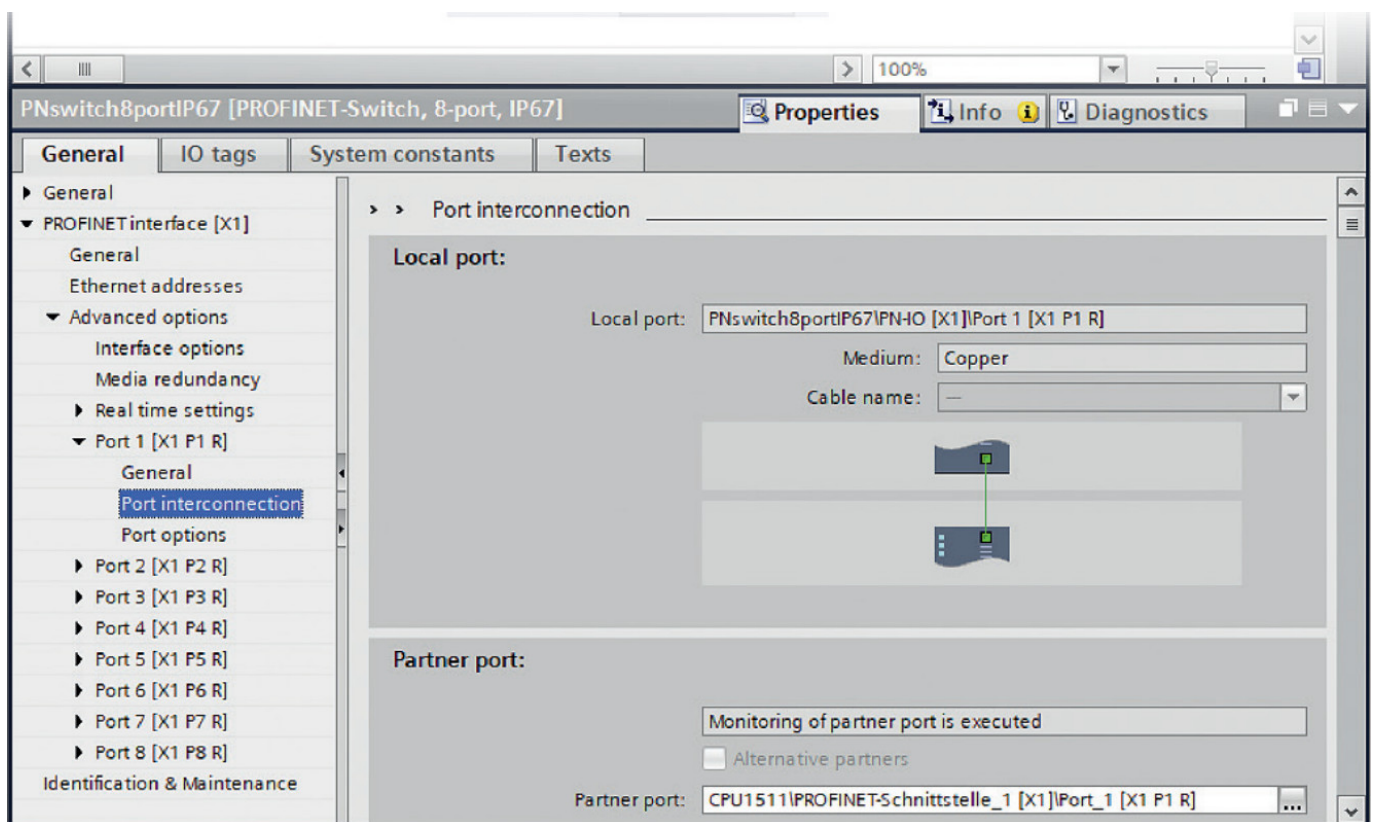 100%
PNswitch8portIP67 [PROFINET-Switch, 8-port, IP67]
Properties
Info
Diagnostics
General
IO tags
System constants
Texts
General
PROFINET interface [X1]
General
Ethernet addresses
Advanced options
Interface options
Media redundancy
Real time settings
Port 1 [X1 P1 R]
General
Port interconnection
Port options
Port 2 [X1 P2 R]
Port 3 [X1 P3 R]
Port 4 [X1 P4 R]
Port 5 [X1 P5 R]
Port 6 [X1 P6 R]
Port 7 [X1 P7 R]
Port 8 [X1 P8 R]
Identification & Maintenance
Port interconnection
Local port:
Local port: PNswitch8portIP67\PN-IO [X1]\Port 1 [X1 P1 R]
Medium: Copper
Cable name: —
Partner port:
Monitoring of partner port is executed
Alternative partners
Partner port: CPU1511\PROFINET-Schnittstelle_1 [X1]\Port_1 [X1 P1 R] ...